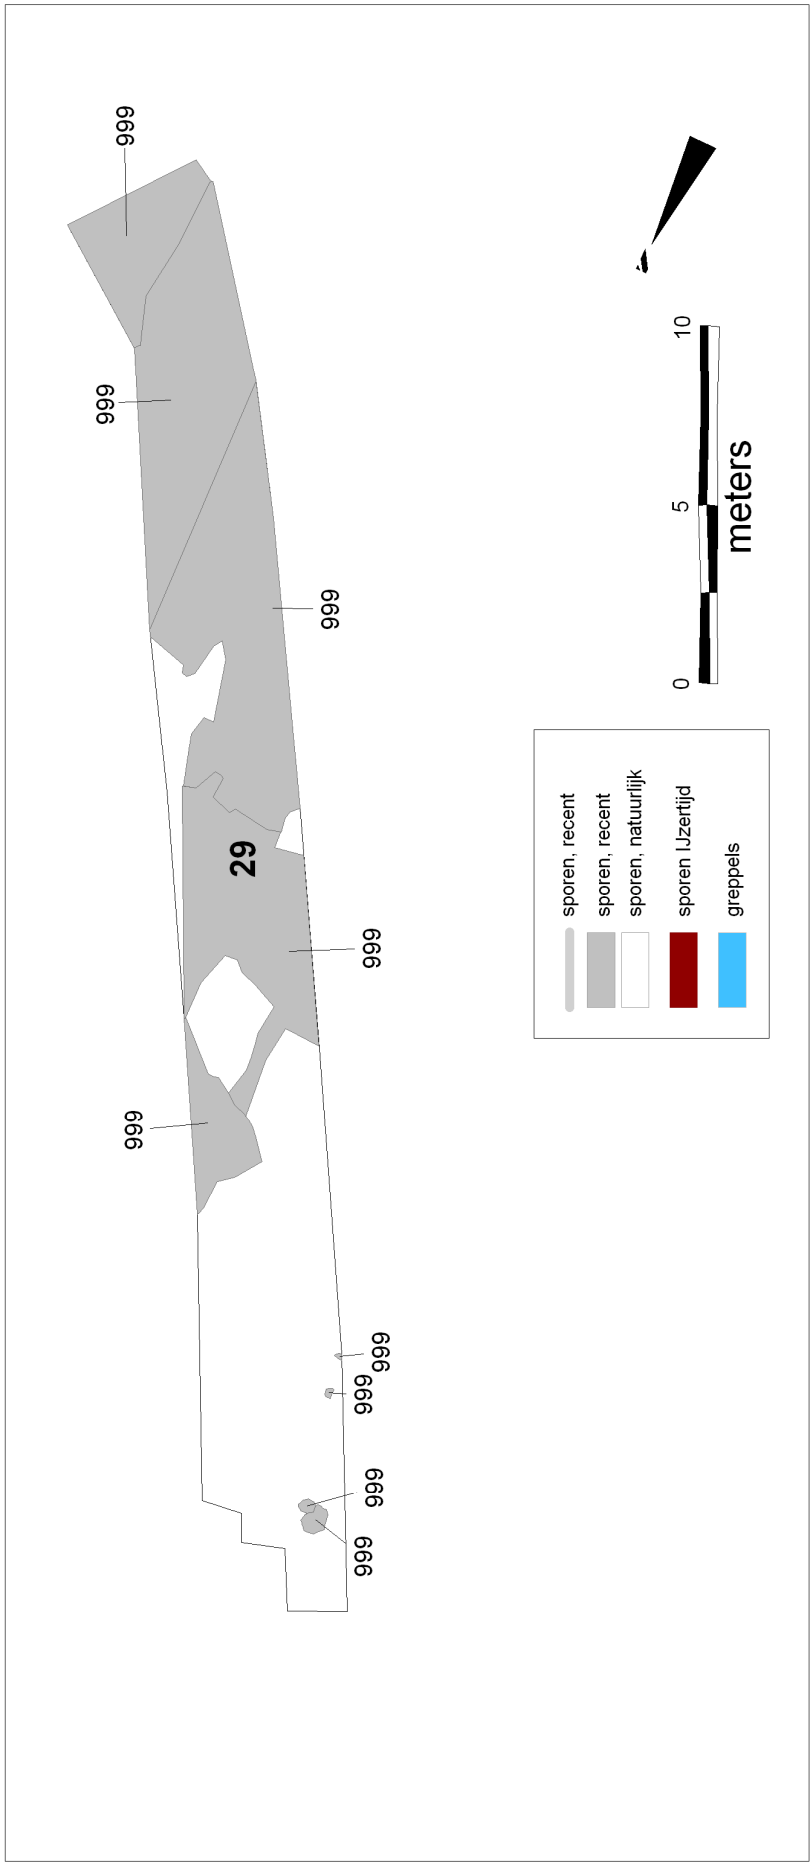 999
999
999
999
999
999
999
999
999
29
0 5 10
meters
sporen, recent
sporen, recent
sporen, natuurlijk
sporen IJzertijd
greppels